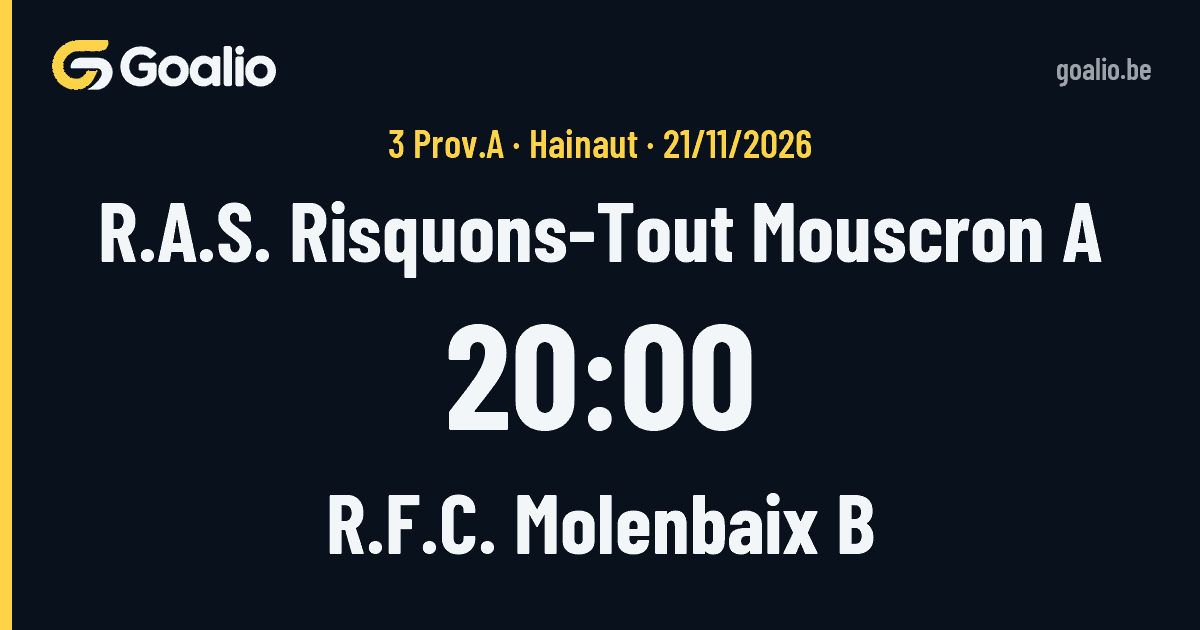 Goalio
goalio.be
3 Prov.A · Hainaut · 21/11/2026
R.A.S. Risquons-Tout Mouscron A
20:00
R.F.C. Molenbaix B